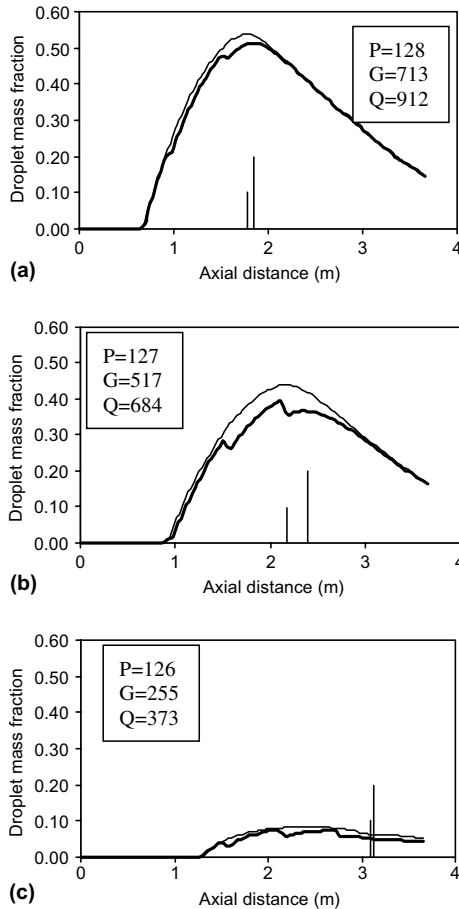 0.60
0.50
0.40
0.30
0.20
0.10
0.00
Droplet mass fraction
P=128
G=713
Q=912
0 1 2 3 4
Axial distance (m)
(a)
0.60
0.50
0.40
0.30
0.20
0.10
0.00
Droplet mass fraction
P=127
G=517
Q=684
0 1 2 3 4
Axial distance (m)
(b)
0.60
0.50
0.40
0.30
0.20
0.10
0.00
Droplet mass fraction
P=126
G=255
Q=373
0 1 2 3 4
Axial distance (m)
(c)